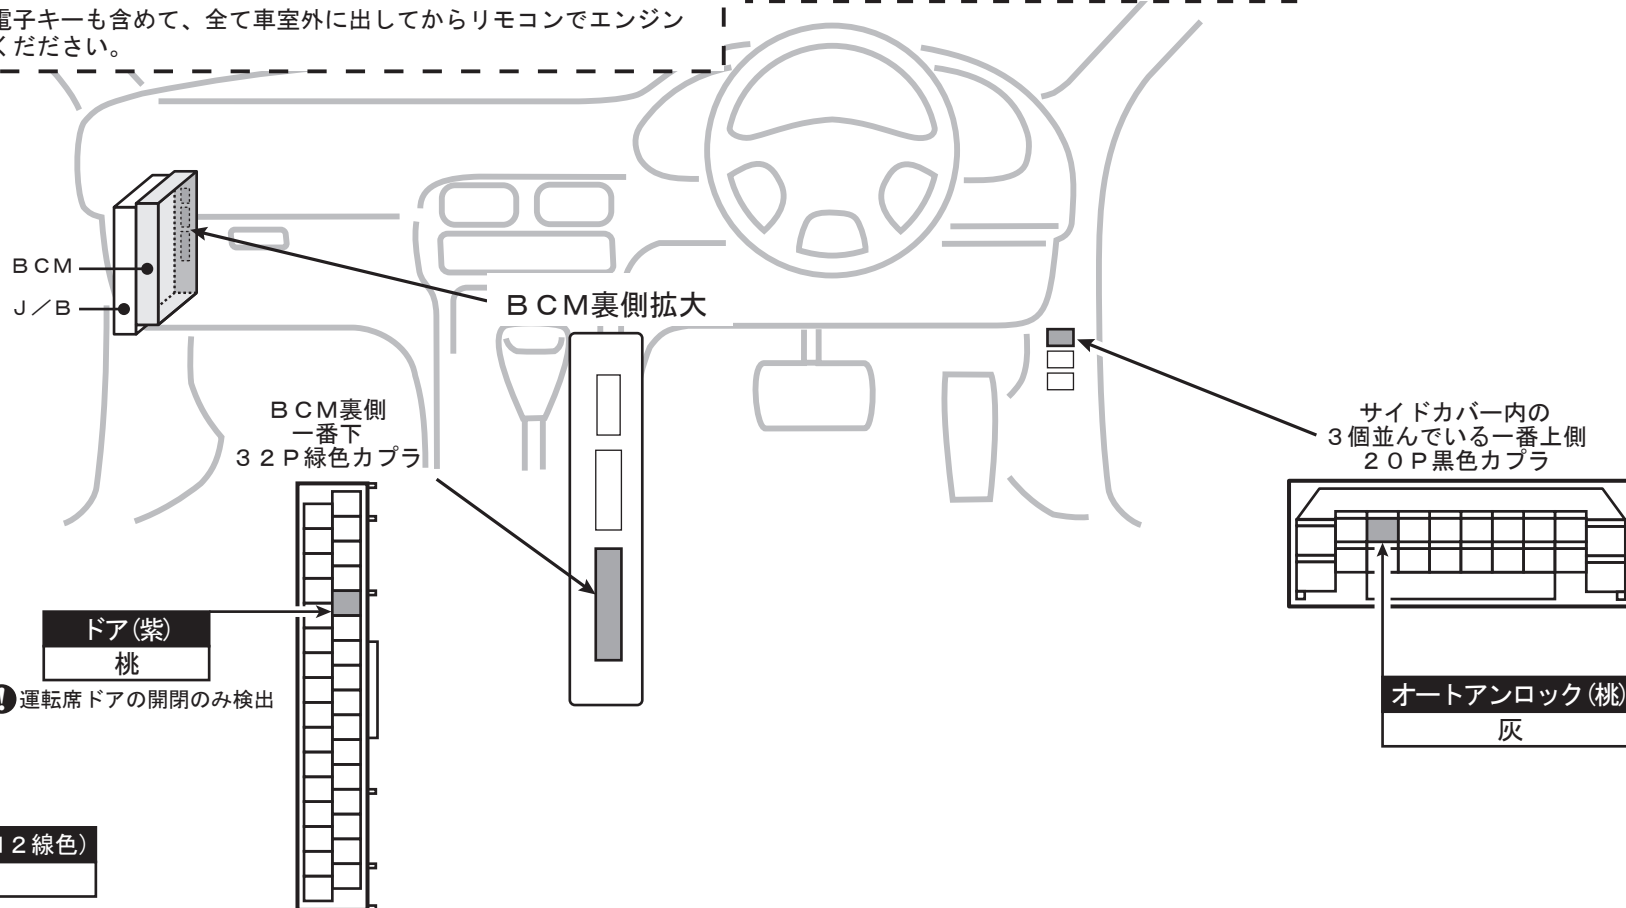 電子キーも含めて、全て車室外に出してからリモコンでエンジン
くだださい。
ＢＣＭ
Ｊ／Ｂ
ＢＣＭ裏側拡大
ＢＣＭ裏側
一番下
３２Ｐ緑色カプラ
サイドカバー内の
３個並んでいる一番上側
２０Ｐ黒色カプラ
ドア(紫)
桃
運転席ドアの開閉のみ検出
オートアンロック(桃)
灰
１２線色)